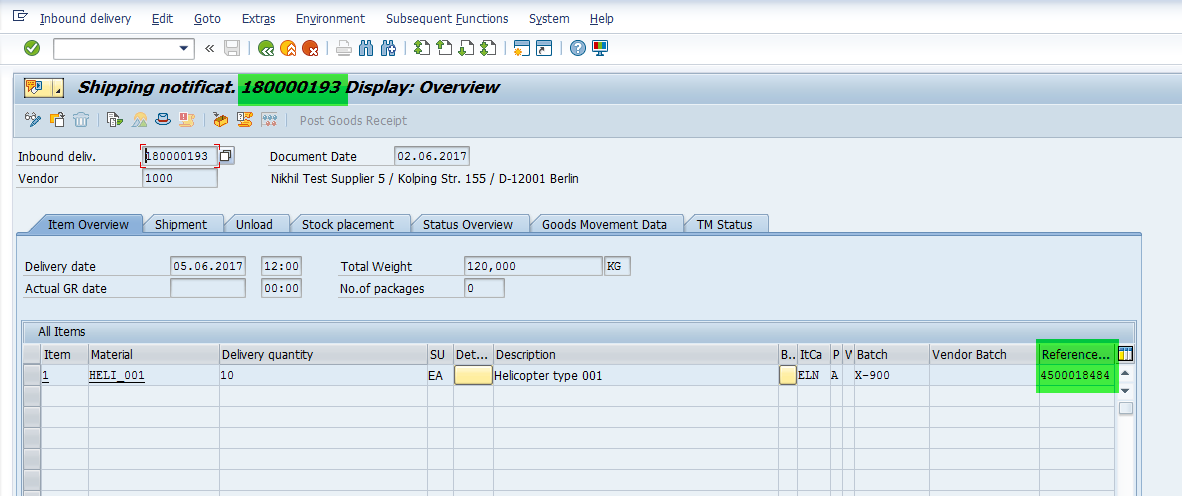 Inbound delivery Edit Goto Extras Environment Subsequent Functions System Help
Shipping notificat. 180000193 Display: Overview
Post Goods Receipt
Inbound deliv. 180000193 Document Date 02.06.2017
Vendor 1000 Nikhil Test Supplier 5 / Kolping Str. 155 / D-12001 Berlin
Item Overview Shipment Unload Stock placement Status Overview Goods Movement Data TM Status
Delivery date 05.06.2017 12:00 Total Weight 120,000 KG
Actual GR date 00:00 No.of packages 0
All Items
Item Material Delivery quantity SU Det... Description B.. ItCa P V Batch Vendor Batch Reference...
1 HELI_001 10 EA Helicopter type 001 ELN A X-900 4500018484